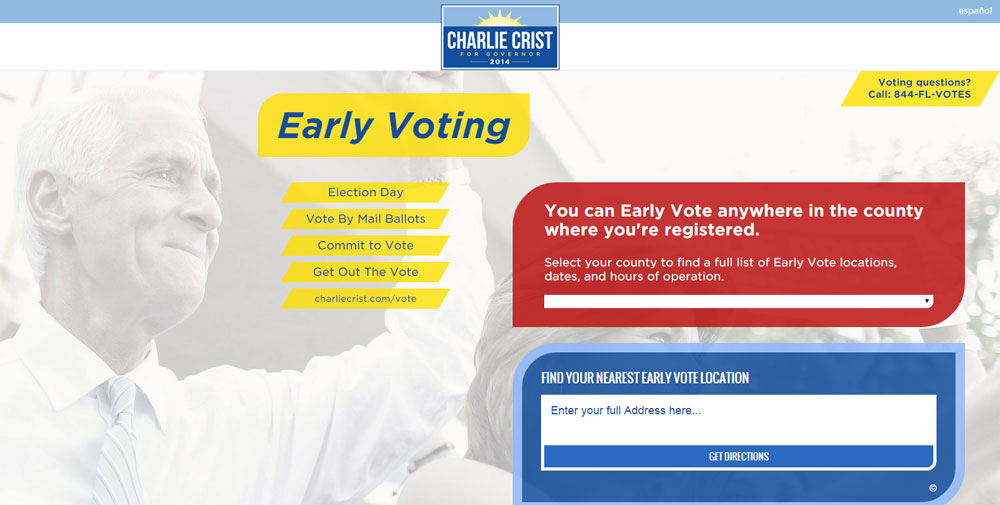 español
CHARLIE CRIST
FOR GOVERNOR
2014
Voting questions?
Call: 844-FL-VOTES
Early Voting
Election Day
Vote By Mail Ballots
Commit to Vote
Get Out The Vote
charliecrist.com/vote
You can Early Vote anywhere in the county
where you're registered.
Select your county to find a full list of Early Vote locations,
dates, and hours of operation.
FIND YOUR NEAREST EARLY VOTE LOCATION
Enter your full Address here...
GET DIRECTIONS
©